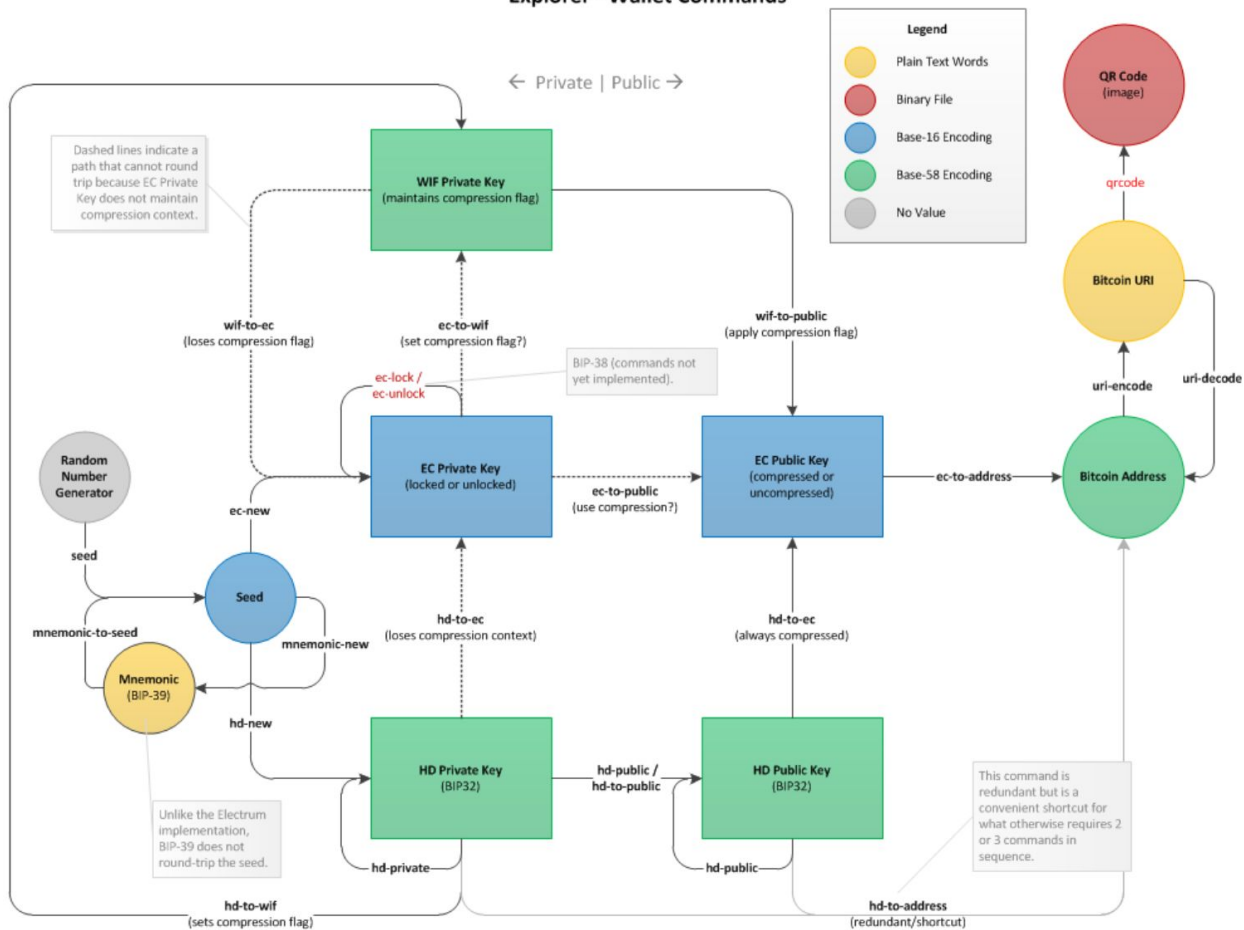 Explorer - Wallet Commands
← Private | Public →
Legend
Plain Text Words
Binary File
Base-16 Encoding
Base-58 Encoding
No Value
QR Code
(image)
qrcode
Bitcoin URI
uri-encode
uri-decode
Bitcoin Address
Dashed lines indicate a
path that cannot round
trip because EC Private
Key does not maintain
compression context.
WIF Private Key
(maintains compression flag)
wif-to-ec
(loses compression flag)
ec-to-wif
(set compression flag?)
wif-to-public
(apply compression flag)
ec-lock /
ec-unlock
BIP-38 (commands not
yet implemented).
Random
Number
Generator
EC Private Key
(locked or unlocked)
ec-to-public
(use compression?)
EC Public Key
(compressed or
uncompressed)
ec-to-address
ec-new
seed
Seed
mnemonic-to-seed
mnemonic-new
Mnemonic
(BIP-39)
hd-new
hd-to-ec
(loses compression context)
hd-to-ec
(always compressed)
HD Private Key
(BIP32)
hd-public /
hd-to-public
HD Public Key
(BIP32)
This command is
redundant but is a
convenient shortcut for
what otherwise requires 2
or 3 commands in
sequence.
Unlike the Electrum
implementation,
BIP-39 does not
round-trip the seed.
hd-private
hd-public
hd-to-wif
(sets compression flag)
hd-to-address
(redundant/shortcut)